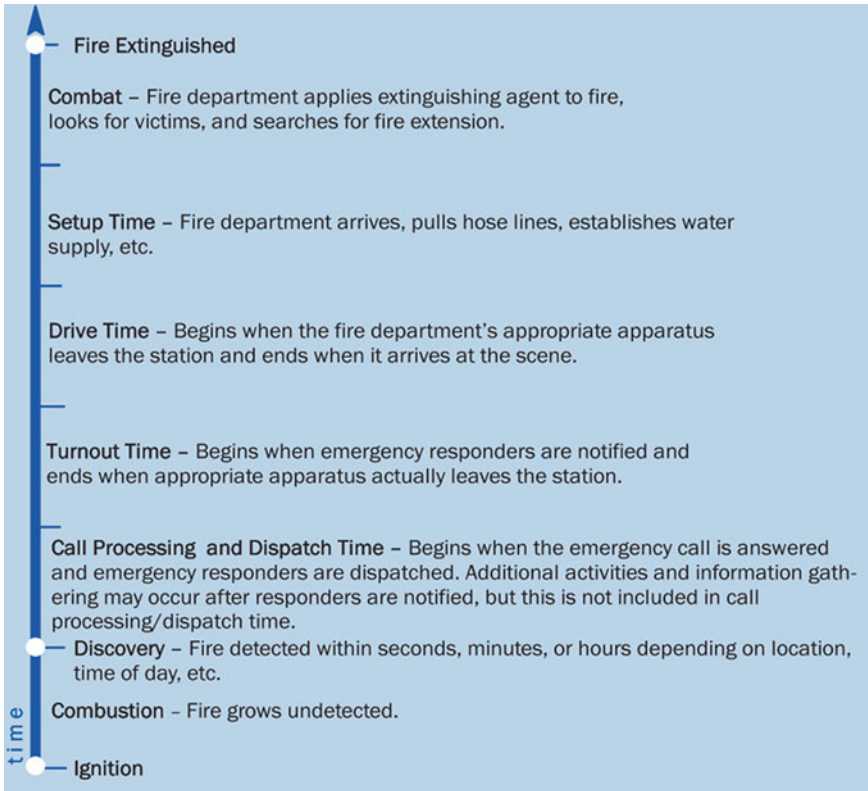 Fire Extinguished
Combat – Fire department applies extinguishing agent to fire,
looks for victims, and searches for fire extension.
Setup Time – Fire department arrives, pulls hose lines, establishes water
supply, etc.
Drive Time – Begins when the fire department's appropriate apparatus
leaves the station and ends when it arrives at the scene.
Turnout Time – Begins when emergency responders are notified and
ends when appropriate apparatus actually leaves the station.
Call Processing and Dispatch Time – Begins when the emergency call is answered
and emergency responders are dispatched. Additional activities and information gath-
ering may occur after responders are notified, but this is not included in call
processing/dispatch time.
Discovery – Fire detected within seconds, minutes, or hours depending on location,
time of day, etc.
Combustion – Fire grows undetected.
Ignition
time